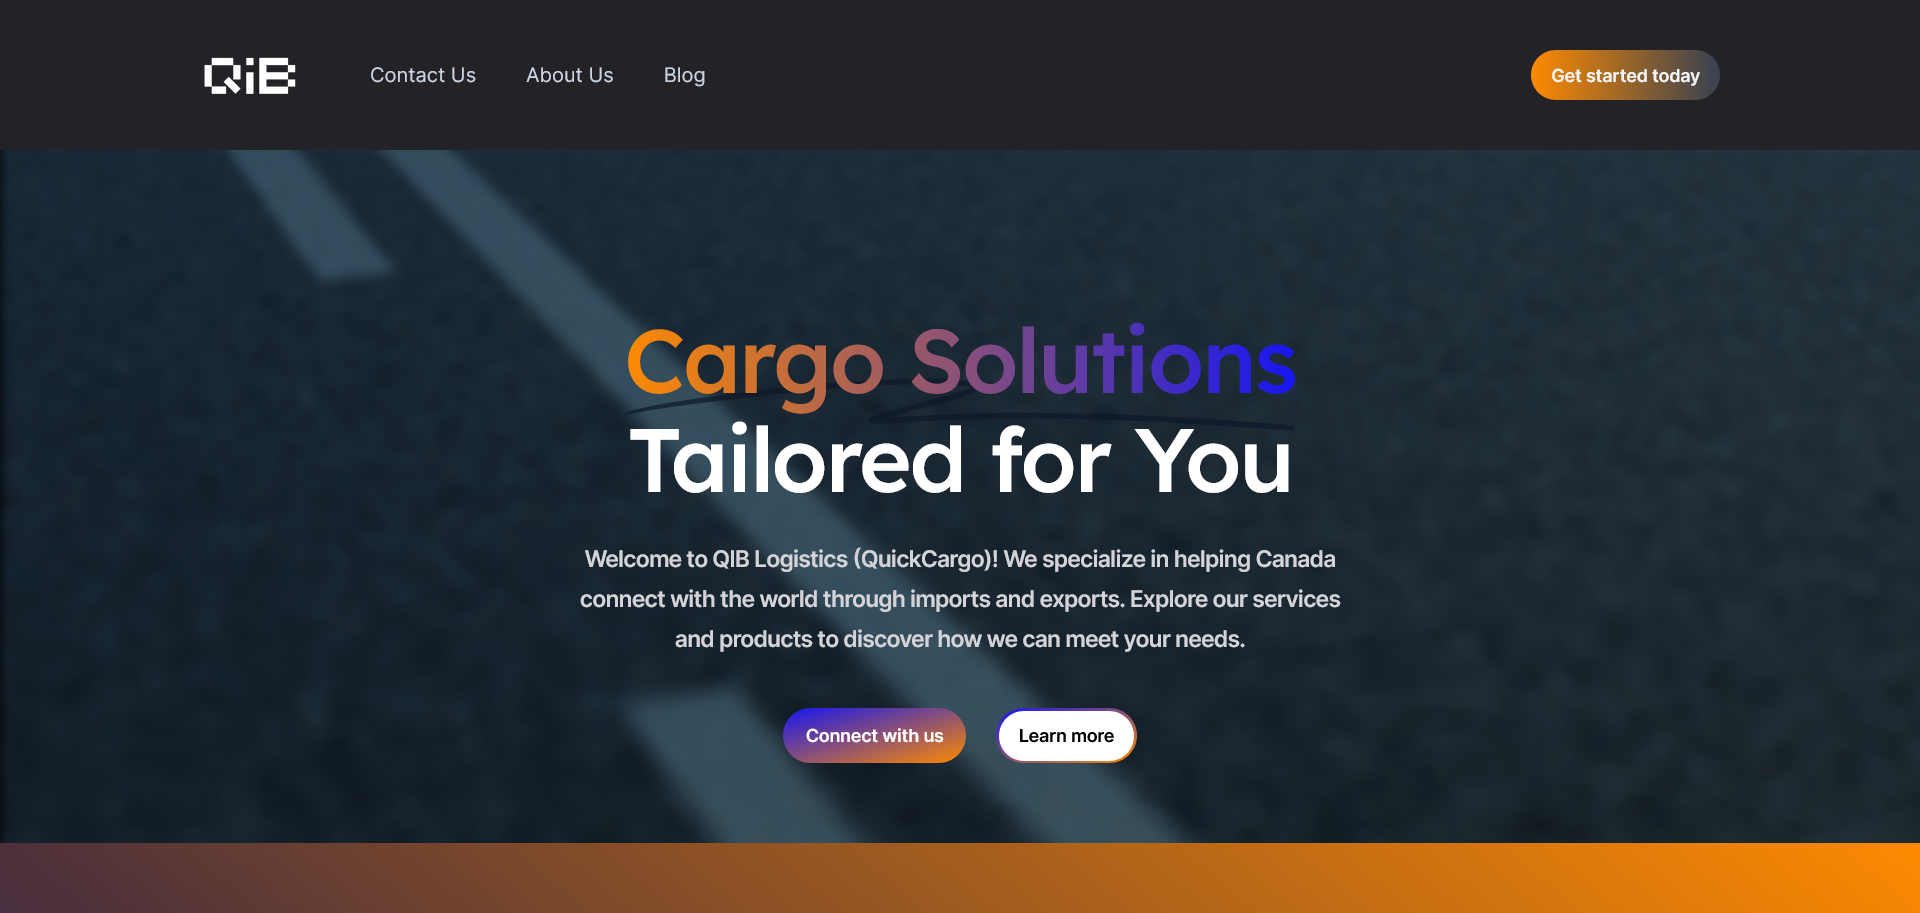 QiB
Contact Us
About Us
Blog
Get started today
Cargo Solutions
Tailored for You
Welcome to QIB Logistics (QuickCargo)! We specialize in helping Canada
connect with the world through imports and exports. Explore our services
and products to discover how we can meet your needs.
Connect with us
Learn more